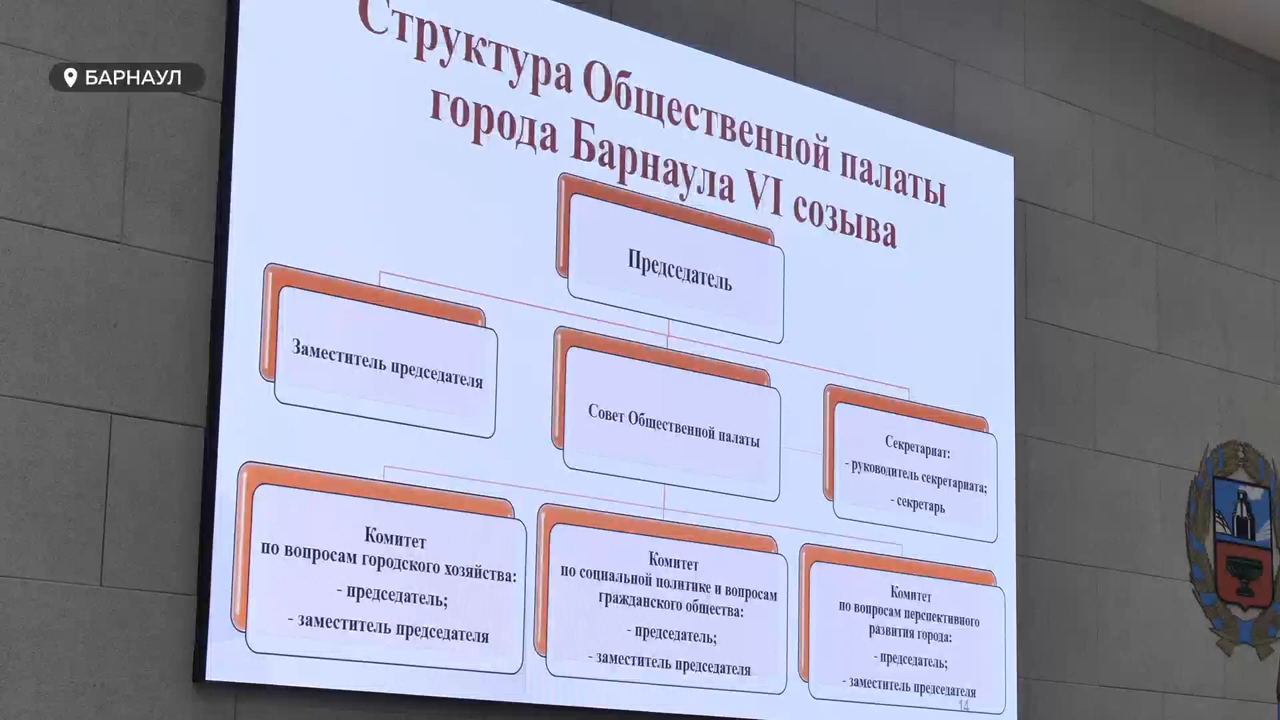 БАРНАУЛ
Структура Общественной палаты
города Барнаула VI созыва
Председатель
Заместитель председателя
Совет Общественной палаты
Секретариат:
- руководитель секретариата;
- секретарь
Комитет
по вопросам городского хозяйства:
- председатель;
- заместитель председателя
Комитет
по социальной политике и вопросам
гражданского общества:
- председатель;
- заместитель председателя
Комитет
по вопросам перспективного
развития города:
- председатель;
- заместитель председателя
14